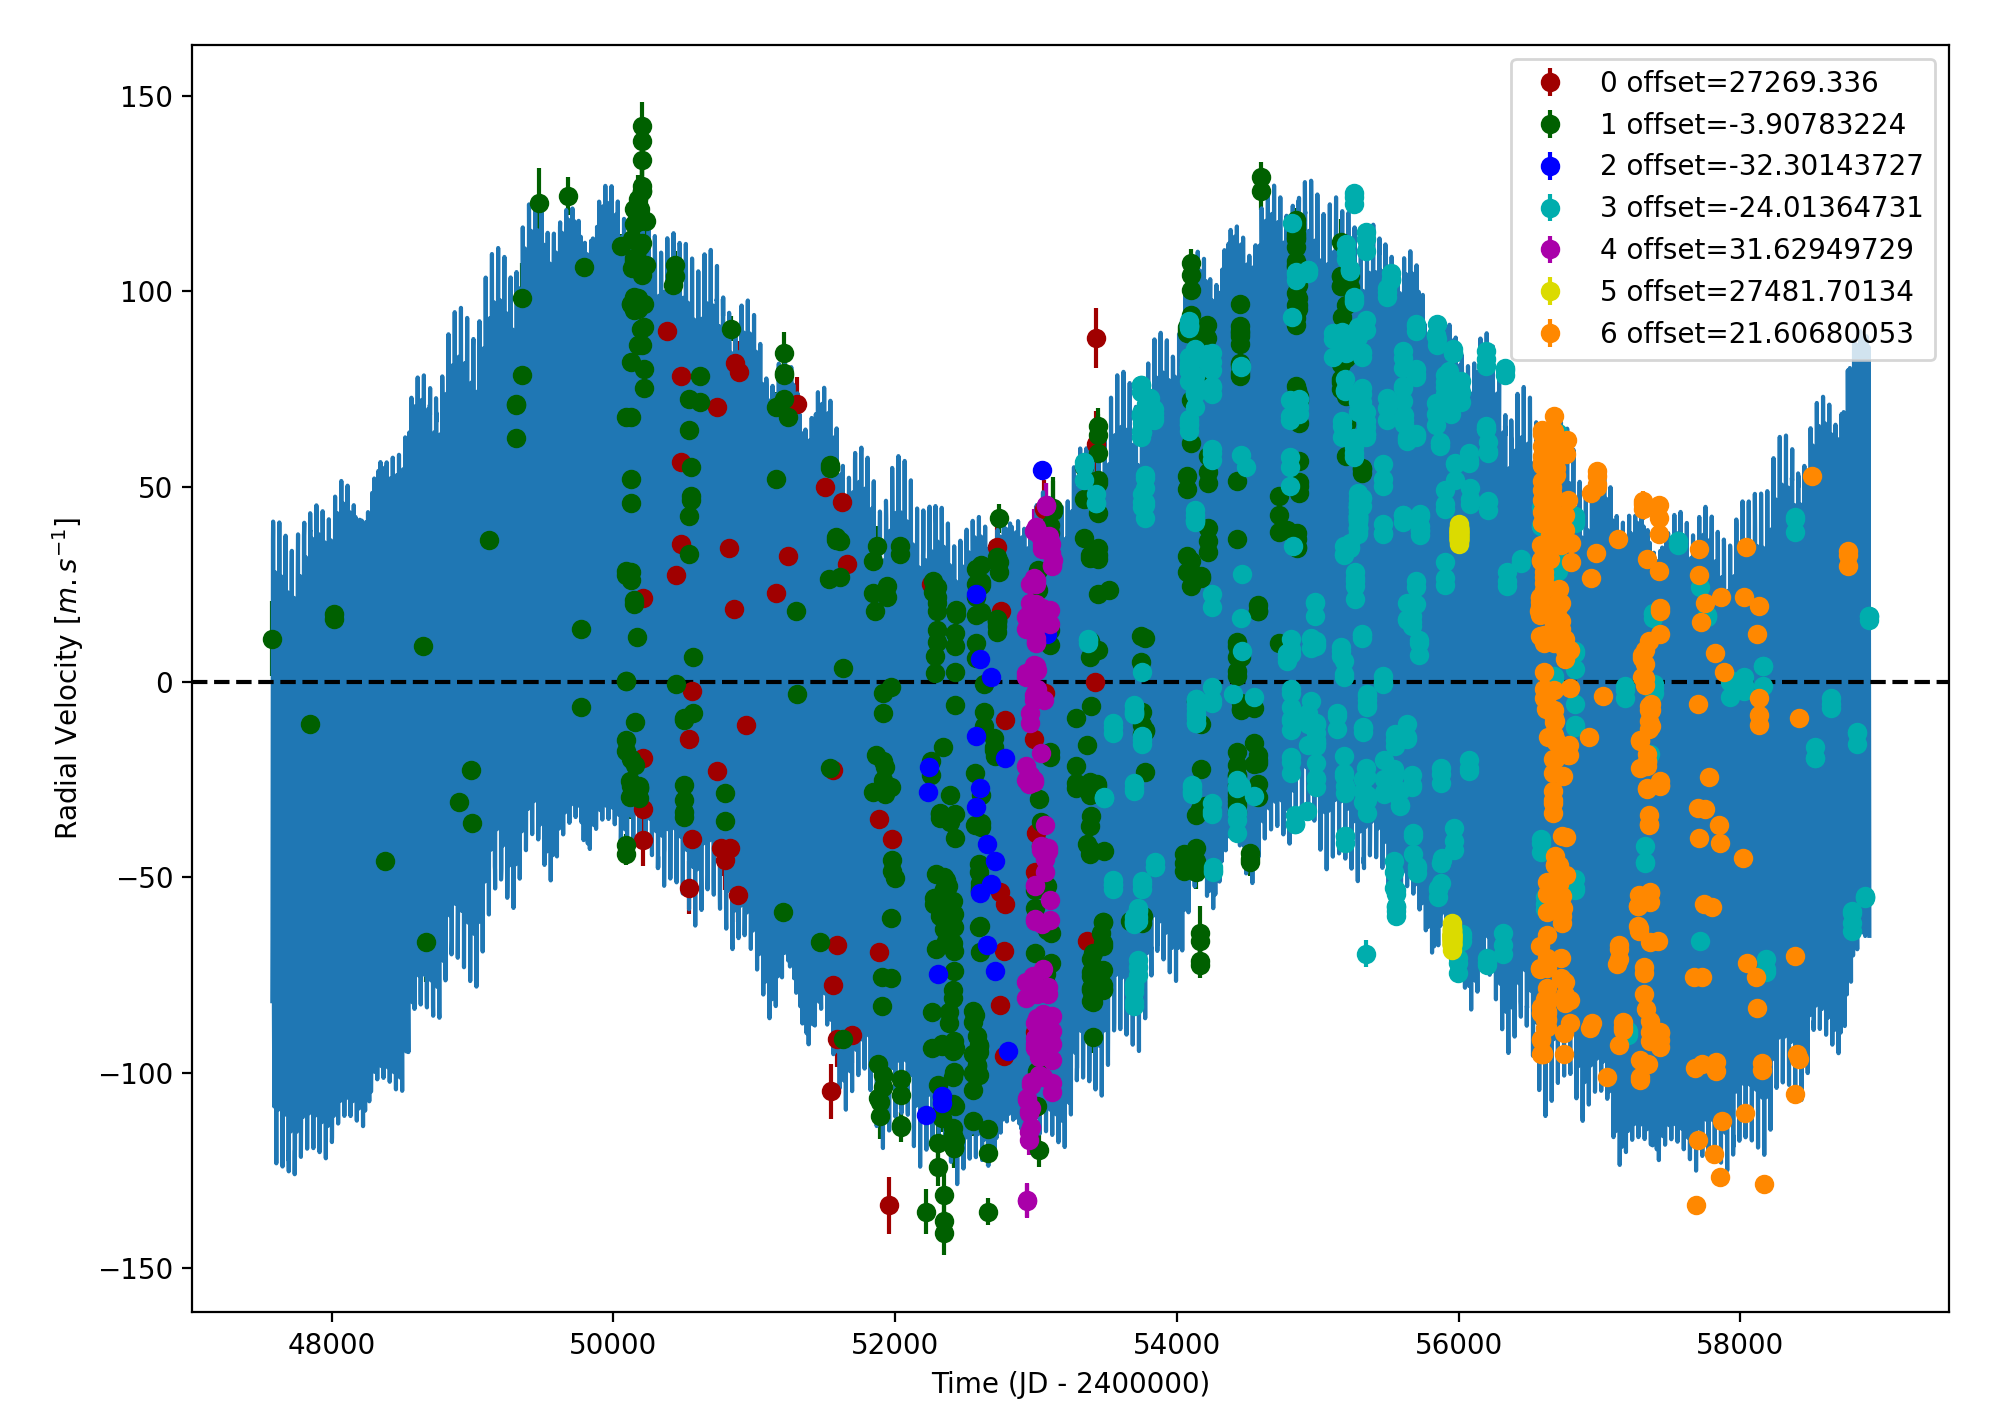 0 offset=27269.336
1 offset=-3.90783224
2 offset=-32.30143727
3 offset=-24.01364731
4 offset=31.62949729
5 offset=27481.70134
6 offset=21.60680053
150
100
50
0
−50
−100
−150
Radial Velocity [m.s⁻¹]
48000
50000
52000
54000
56000
58000
Time (JD - 2400000)